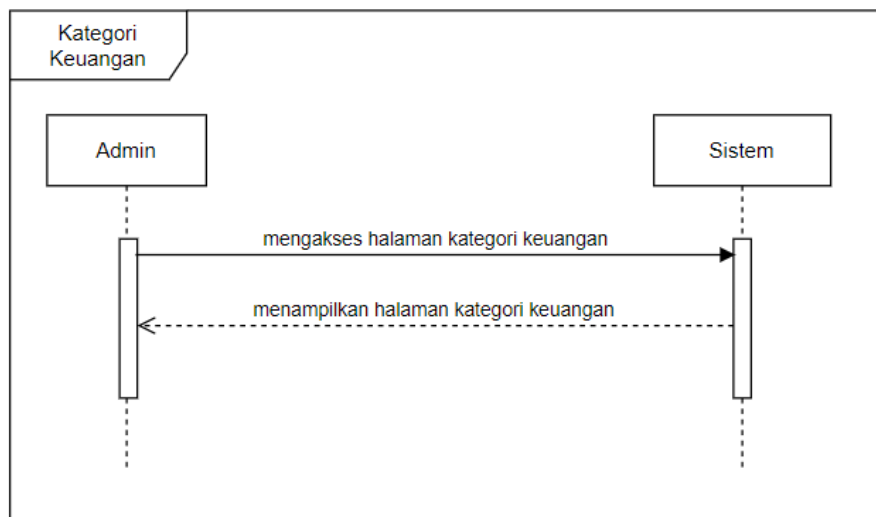 Kategori
Keuangan
Admin
Sistem
mengakses halaman kategori keuangan
menampilkan halaman kategori keuangan